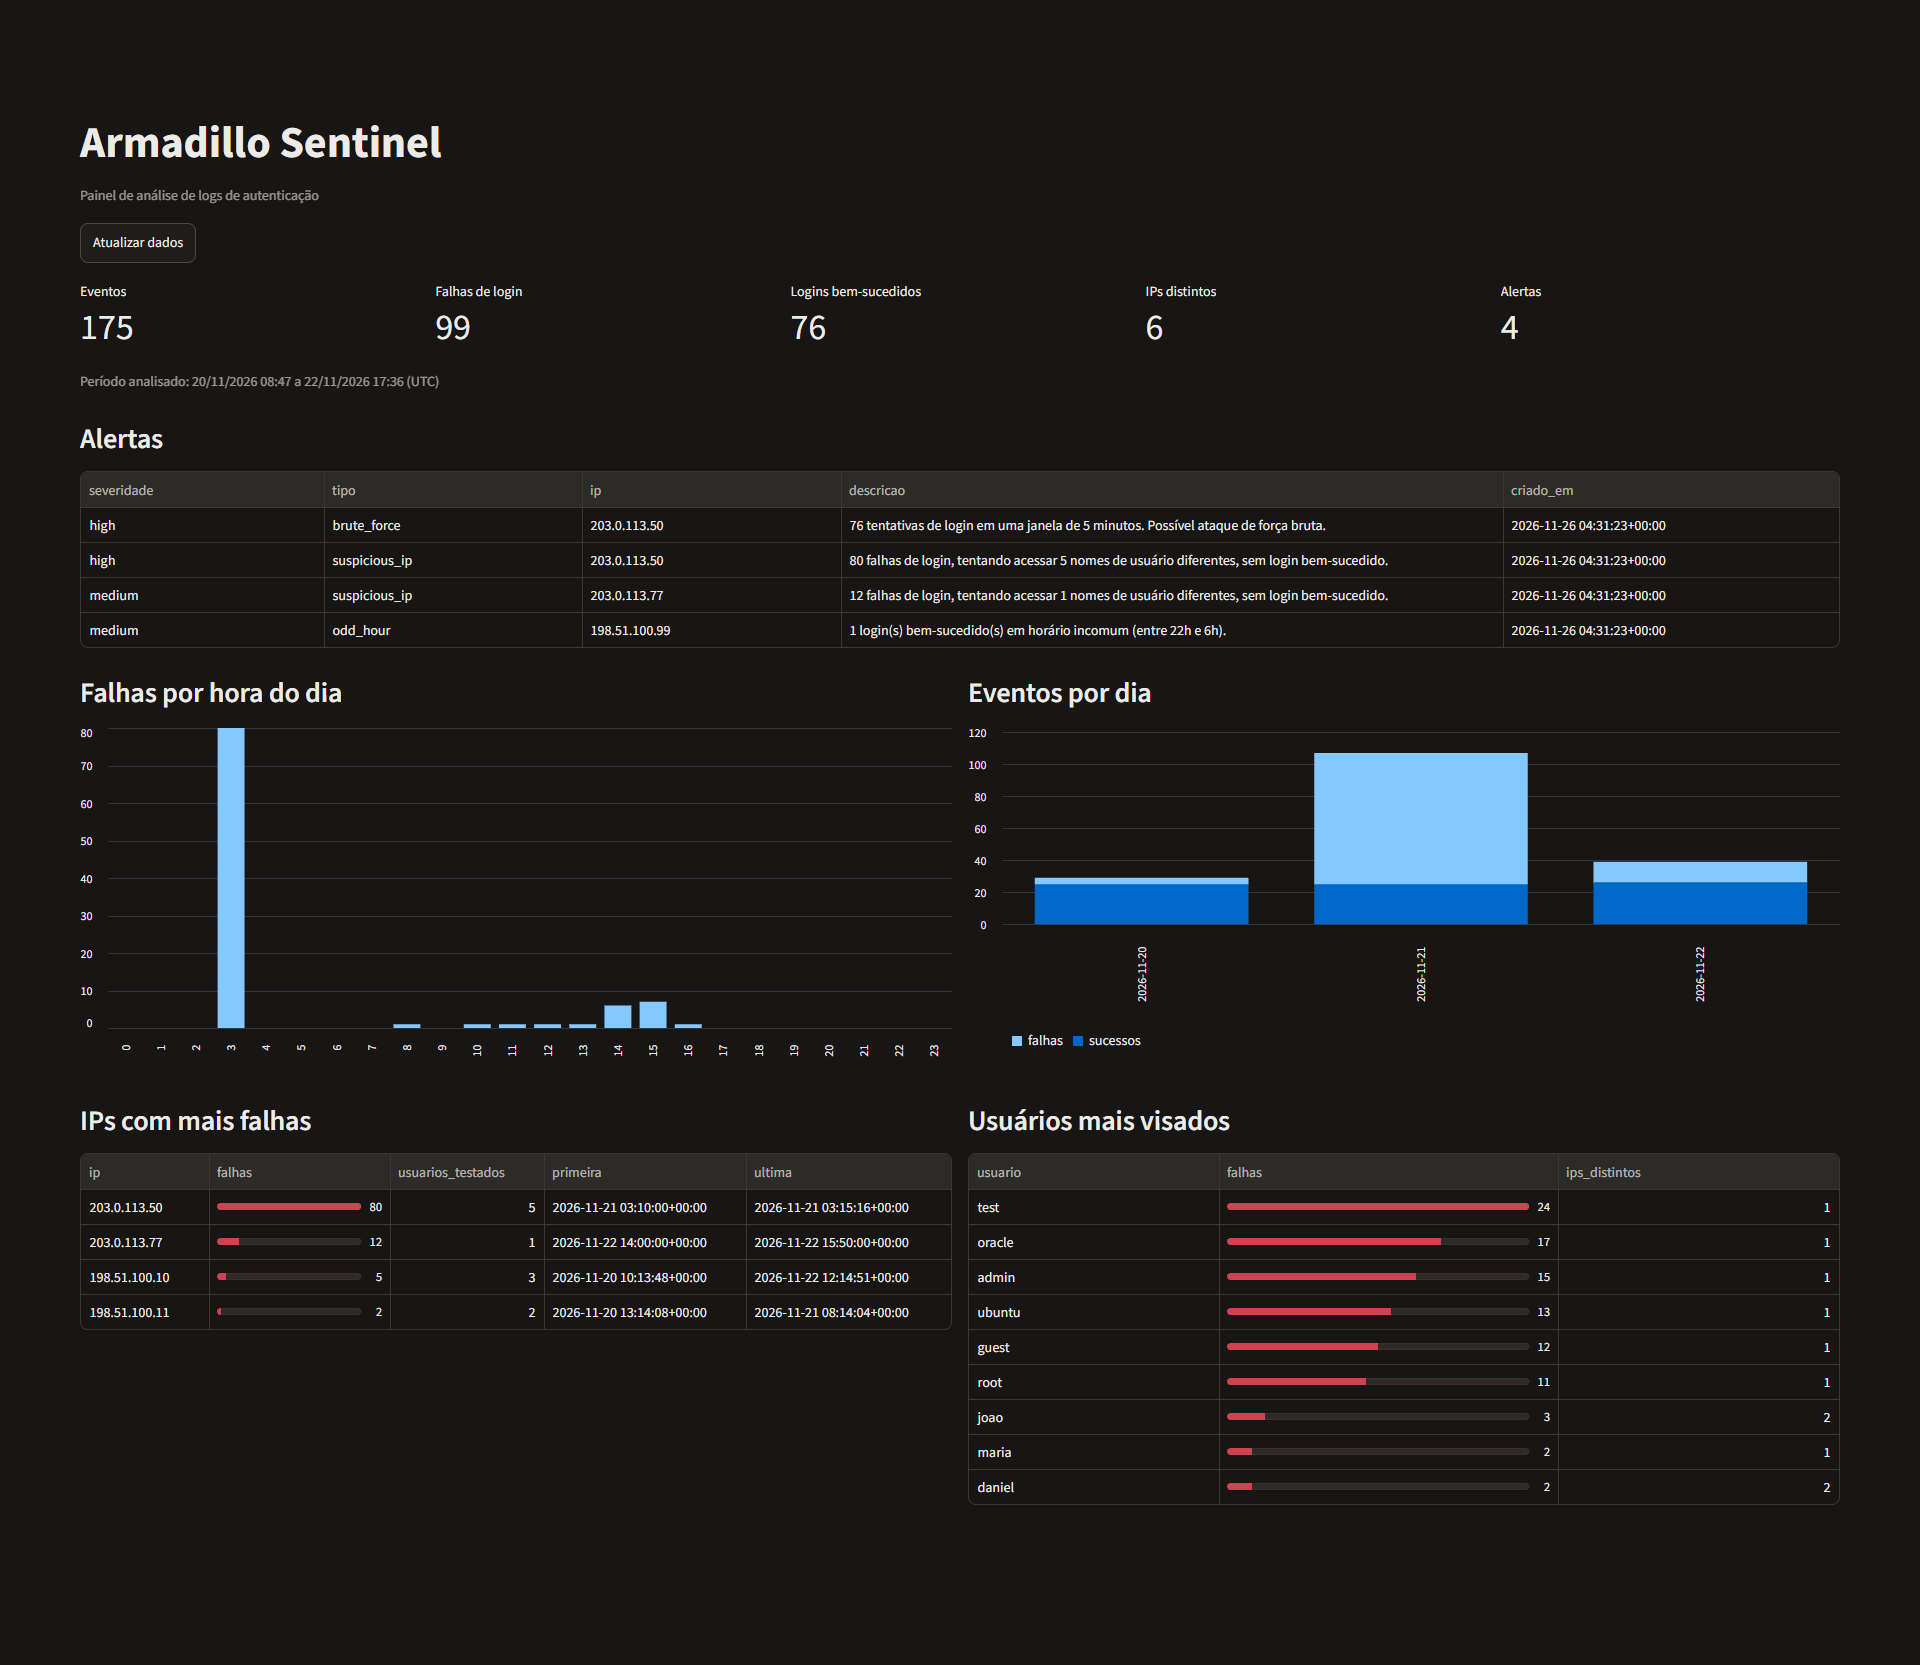 Armadillo Sentinel
Painel de análise de logs de autenticação
Atualizar dados
Eventos Falhas de login Logins bem-sucedidos IPs distintos Alertas
175 99 76 6 4
Período analisado: 20/11/2026 08:47 a 22/11/2026 17:36 (UTC)
Alertas
severidade tipo ip descricao criado_em
high brute_force 203.0.113.50 76 tentativas de login em uma janela de 5 minutos. Possível ataque de força bruta. 2026-11-26 04:31:23+00:00
high suspicious_ip 203.0.113.50 80 falhas de login, tentando acessar 5 nomes de usuário diferentes, sem login bem-sucedido. 2026-11-26 04:31:23+00:00
medium suspicious_ip 203.0.113.77 12 falhas de login, tentando acessar 1 nomes de usuário diferentes, sem login bem-sucedido. 2026-11-26 04:31:23+00:00
medium odd_hour 198.51.100.99 1 login(s) bem-sucedido(s) em horário incomum (entre 22h e 6h). 2026-11-26 04:31:23+00:00
Falhas por hora do dia
80
70
60
50
40
30
20
10
0
0 1 2 3 4 5 6 7 8 9 10 11 12 13 14 15 16 17 18 19 20 21 22 23
Eventos por dia
120
100
80
60
40
20
0
2026-11-20 2026-11-21 2026-11-22
falhas sucessos
IPs com mais falhas
ip falhas usuarios_testados primeira ultima
203.0.113.50 80 5 2026-11-21 03:10:00+00:00 2026-11-21 03:15:16+00:00
203.0.113.77 12 1 2026-11-22 14:00:00+00:00 2026-11-22 15:50:00+00:00
198.51.100.10 5 3 2026-11-20 10:13:48+00:00 2026-11-22 12:14:51+00:00
198.51.100.11 2 2 2026-11-20 13:14:08+00:00 2026-11-21 08:14:04+00:00
Usuários mais visados
usuario falhas ips_distintos
test 24 1
oracle 17 1
admin 15 1
ubuntu 13 1
guest 12 1
root 11 1
joao 3 2
maria 2 1
daniel 2 2